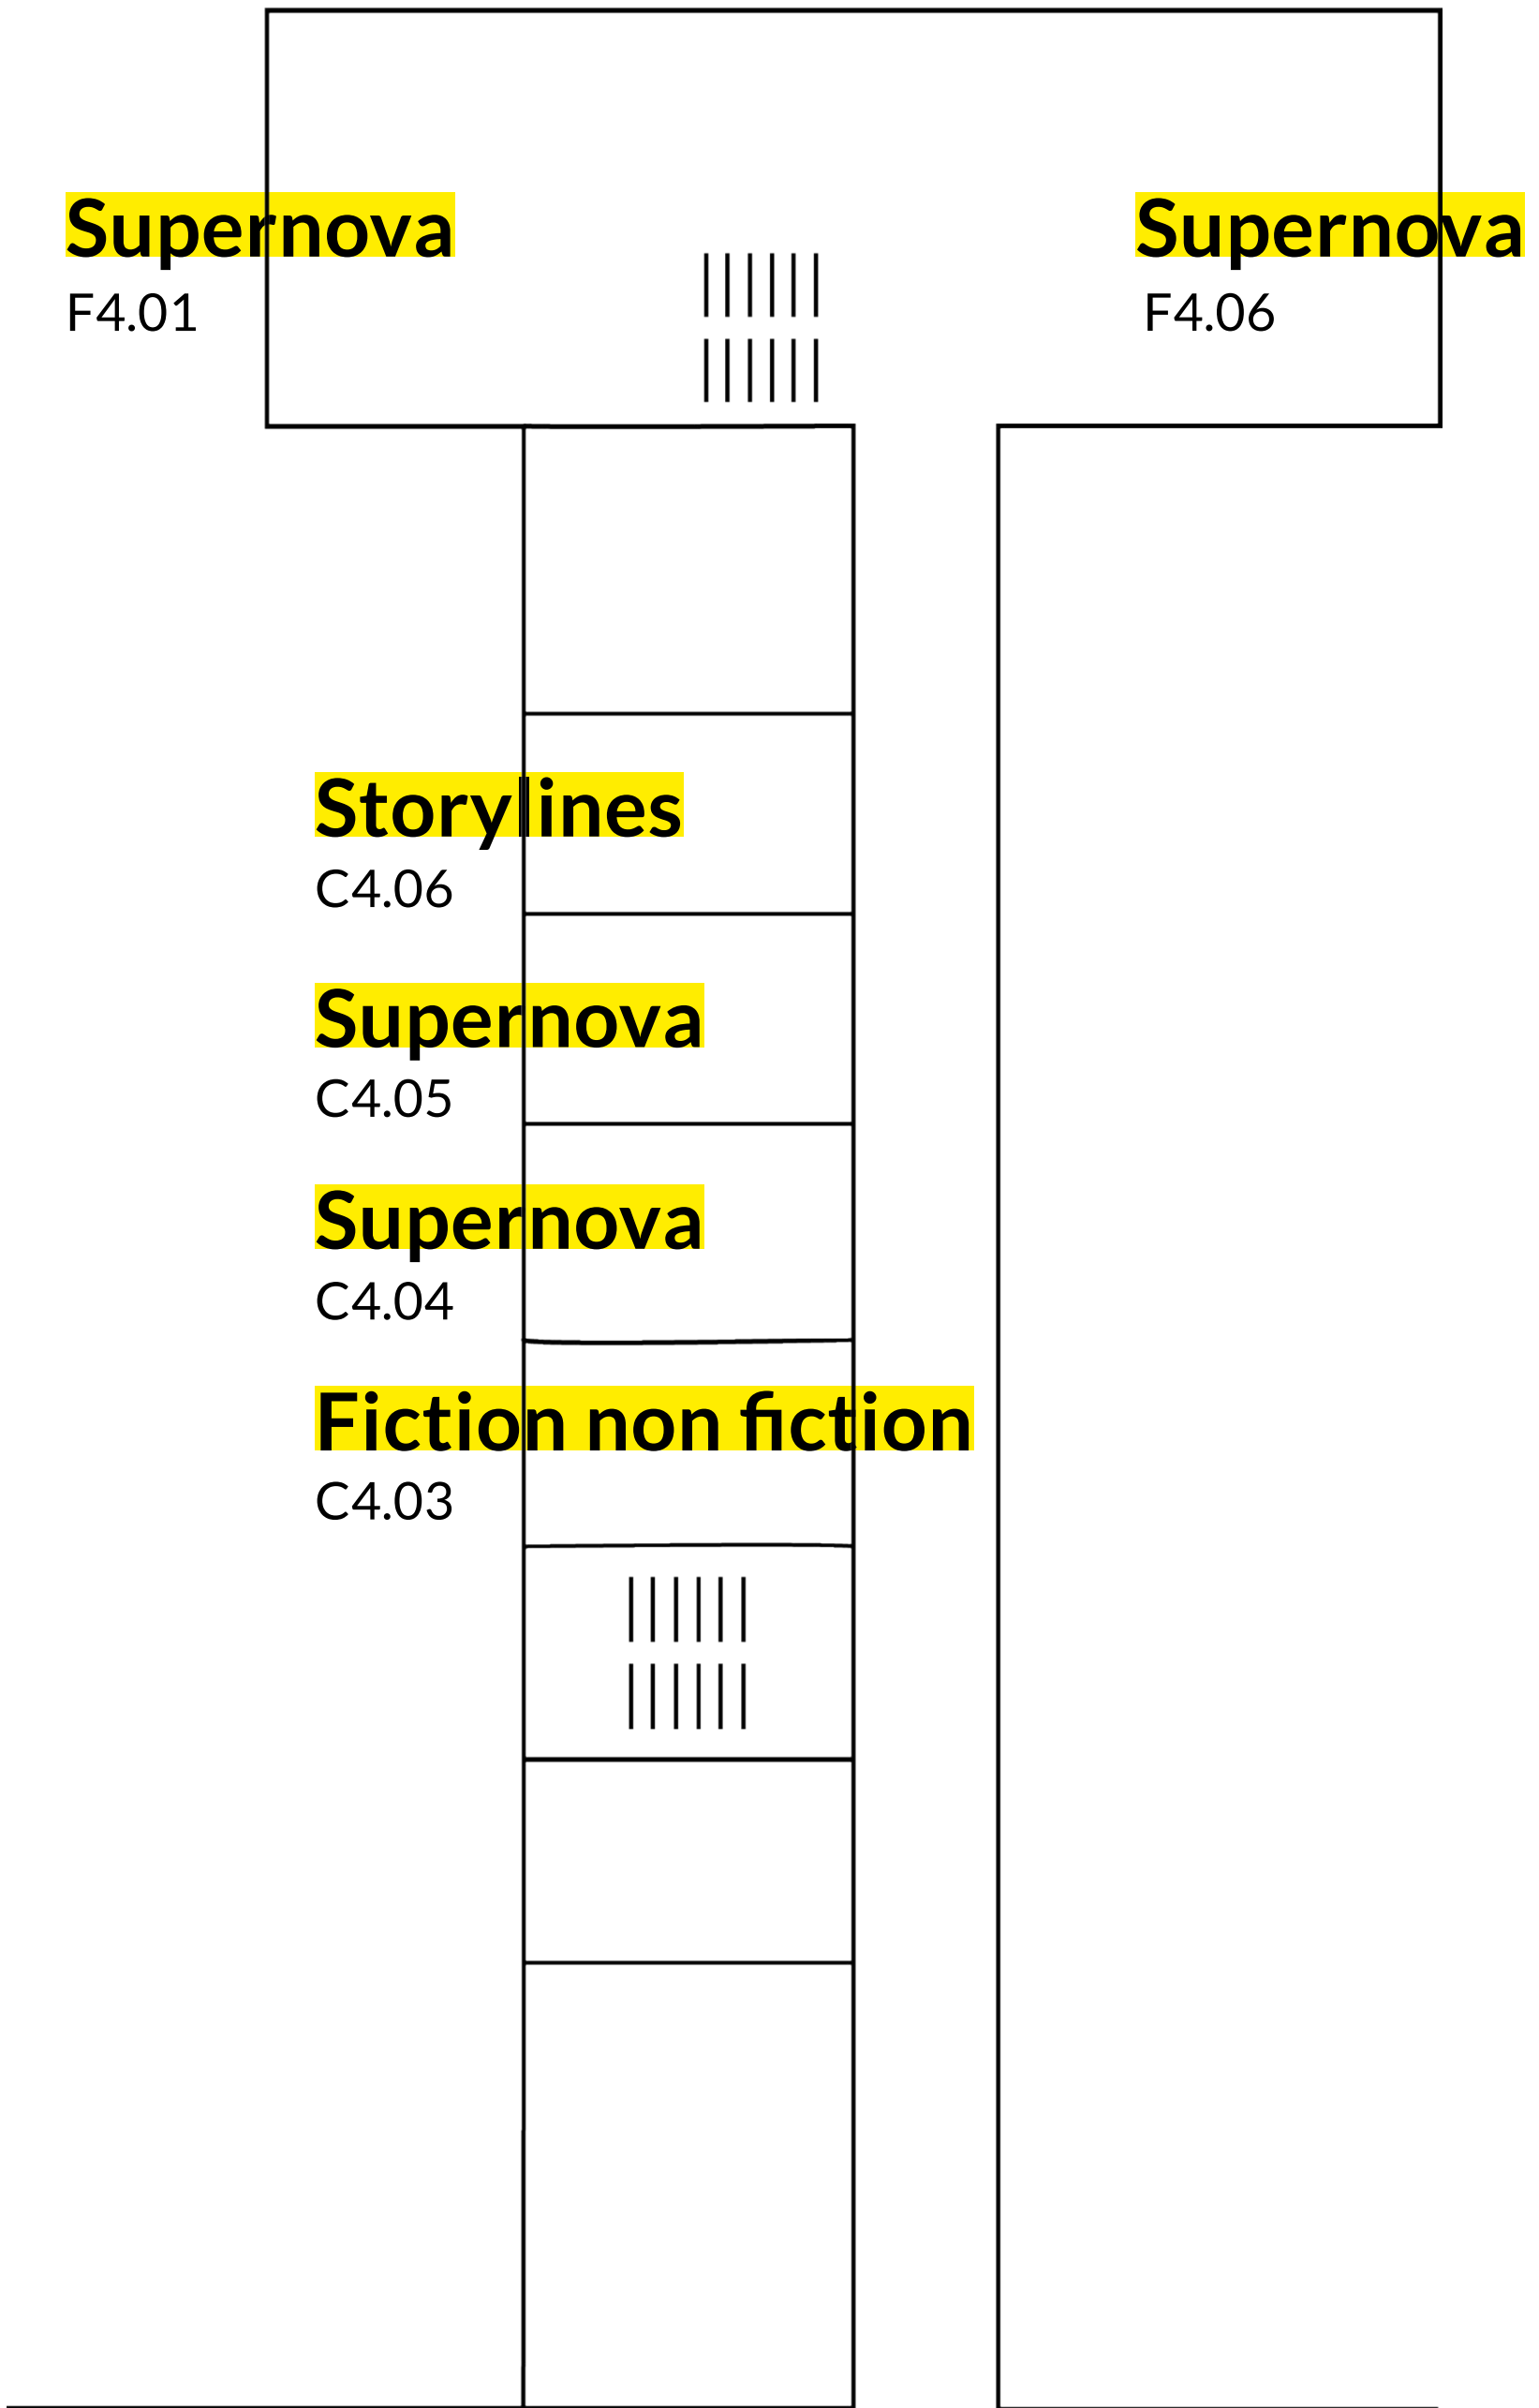 Supernova
F4.01
Supernova
F4.06
Storylines
C4.06
Supernova
C4.05
Supernova
C4.04
Fiction non fiction
C4.03